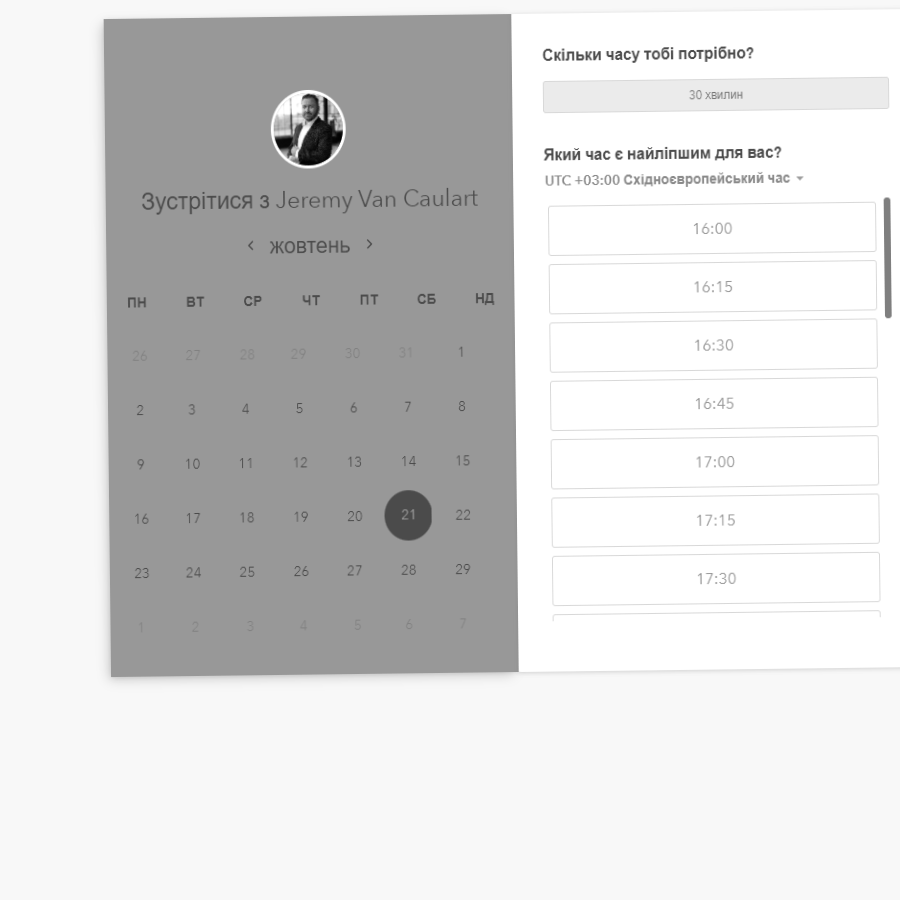 Зустрітися з Jeremy Van Caulart
жовтень
ПН ВТ СР ЧТ ПТ СБ НД
26 27 28 29 30 31 1
2 3 4 5 6 7 8
9 10 11 12 13 14 15
16 17 18 19 20 21 22
23 24 25 26 27 28 29
1 2 3 4 5 6 7
Скільки часу тобі потрібно?
30 хвилин
Який час є найліпшим для вас?
UTC +03:00 Східноєвропейський час
16:00
16:15
16:30
16:45
17:00
17:15
17:30